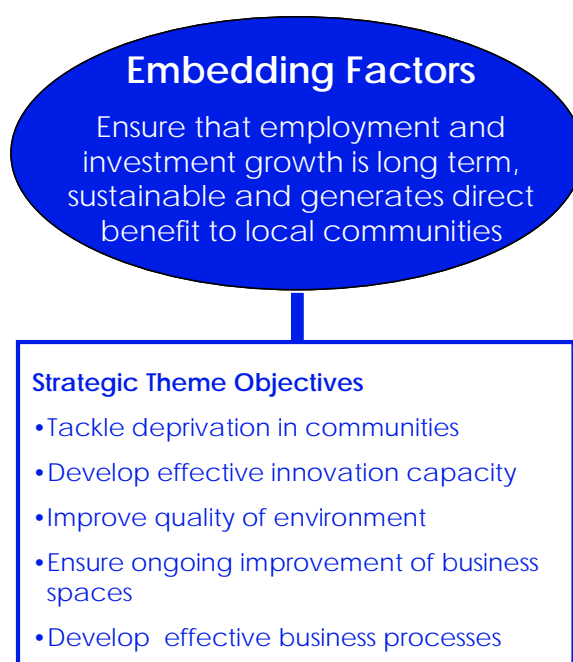 Embedding Factors
Ensure that employment and
investment growth is long term,
sustainable and generates direct
benefit to local communities
Strategic Theme Objectives
•Tackle deprivation in communities
•Develop effective innovation capacity
•Improve quality of environment
•Ensure ongoing improvement of business
spaces
•Develop  effective business processes